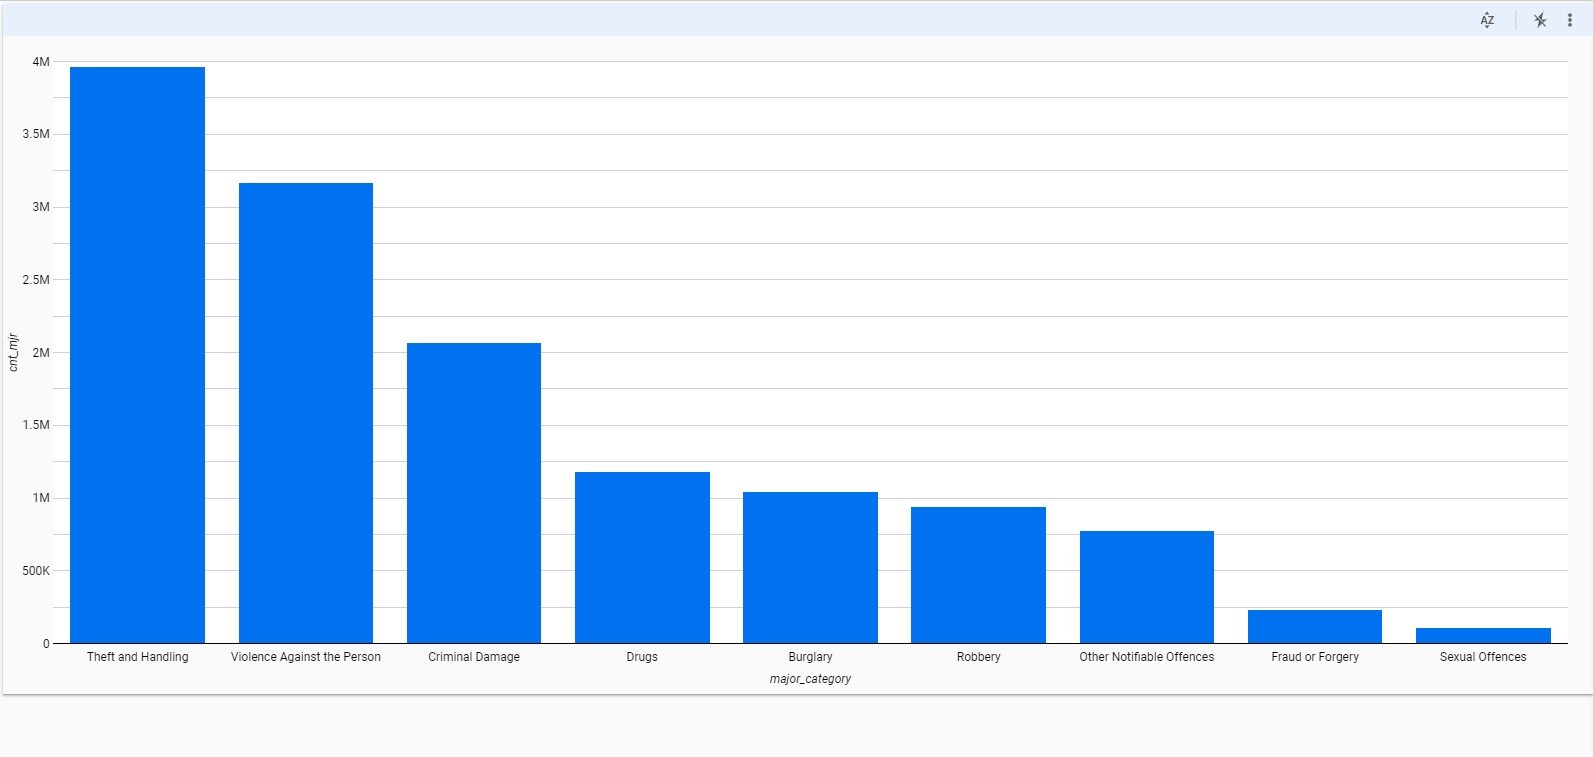 AZ
4M
3.5M
3M
2.5M
2M
1.5M
1M
500K
0
cnt_mjr
Theft and Handling
Violence Against the Person
Criminal Damage
Drugs
Burglary
Robbery
Other Notifiable Offences
Fraud or Forgery
Sexual Offences
major_category